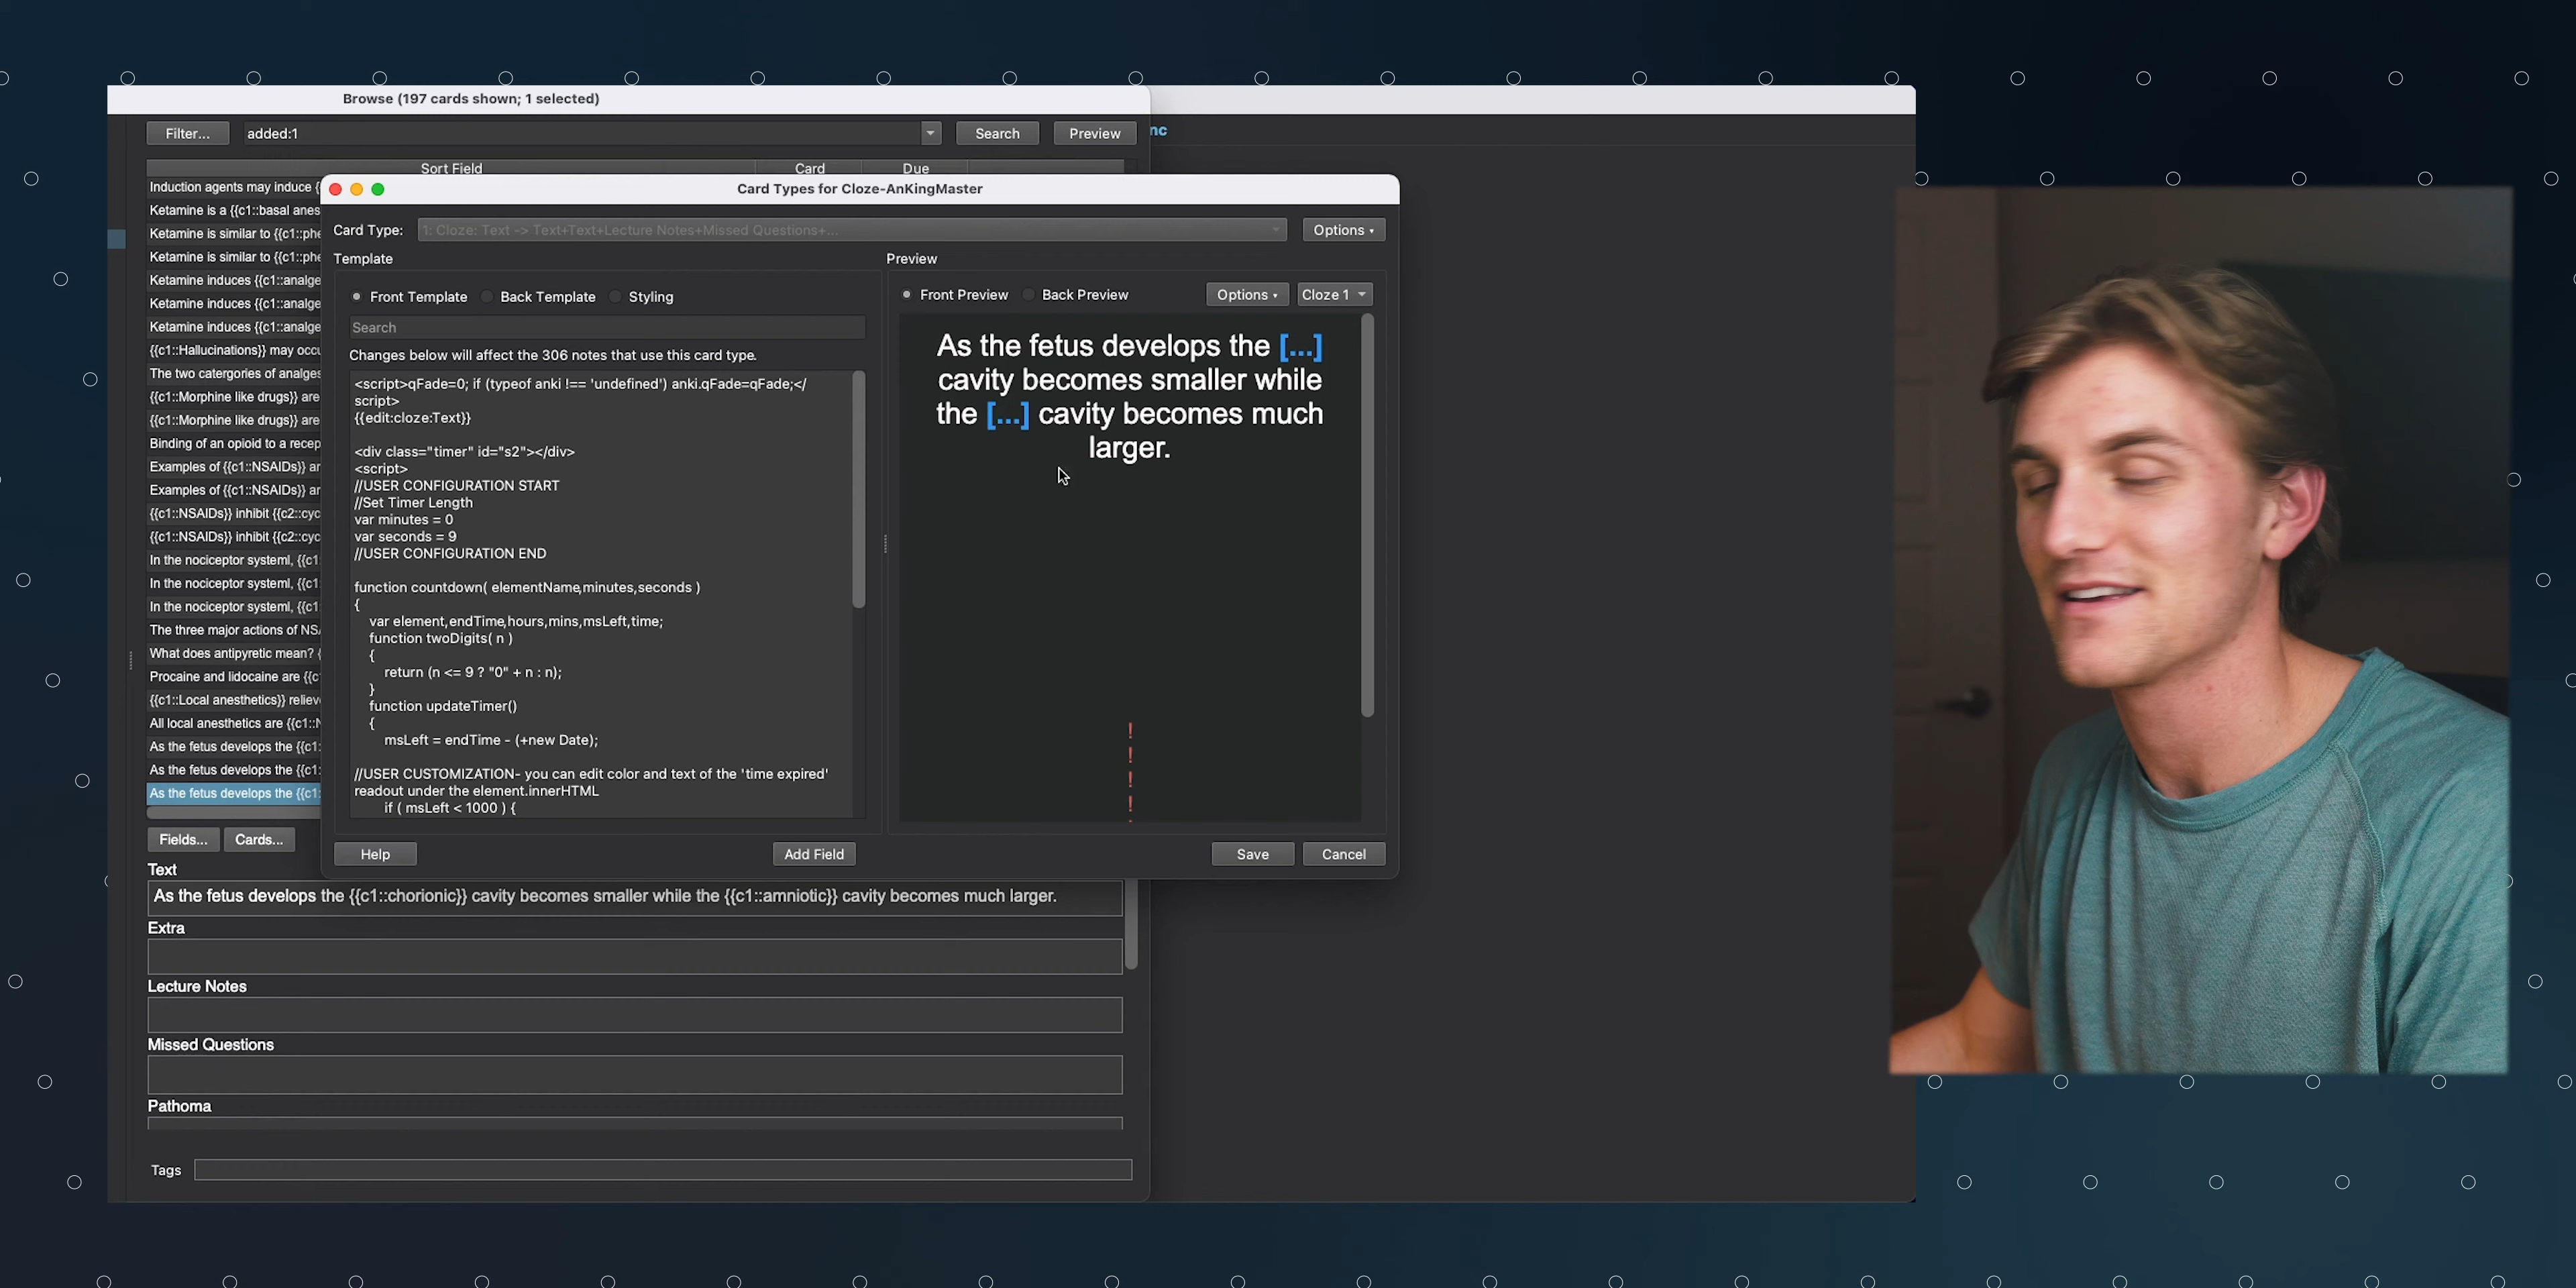 Browse (197 cards shown; 1 selected)
Filter...
added:1
Search
Preview
nc
Sort Field
Card
Due
Induction agents may induce {
Ketamine is a {{c1::basal anes
Ketamine is similar to {{c1::phe
Ketamine is similar to {{c1::phe
Ketamine induces {{c1::analge
Ketamine induces {{c1::analge
Ketamine induces {{c1::analge
{{c1::Hallucinations}} may occu
The two catergories of analges
{{c1::Morphine like drugs}} are
{{c1::Morphine like drugs}} are
Binding of an opioid to a recep
Examples of {{c1::NSAIDs}} ar
Examples of {{c1::NSAIDs}} ar
{{c1::NSAIDs}} inhibit {{c2::cyc
{{c1::NSAIDs}} inhibit {{c2::cyc
In the nociceptor systeml, {{c1:
In the nociceptor systeml, {{c1:
In the nociceptor systeml, {{c1:
The three major actions of NSA
What does antipyretic mean? {
Procaine and lidocaine are {{c1
{{c1::Local anesthetics}} relieve
All local anesthetics are {{c1::N
As the fetus develops the {{c1:
As the fetus develops the {{c1:
As the fetus develops the {{c1:
Fields...
Cards...
Card Types for Cloze-AnKingMaster
Card Type:
1: Cloze: Text -> Text+Text+Lecture Notes+Missed Questions+...
Options
Template
Front Template
Back Template
Styling
Search
Changes below will affect the 306 notes that use this card type.
<script>qFade=0; if (typeof anki !== 'undefined') anki.qFade=qFade;</
script>
{{edit:cloze:Text}}
<div class="timer" id="s2"></div>
<script>
//USER CONFIGURATION START
//Set Timer Length
var minutes = 0
var seconds = 9
//USER CONFIGURATION END
function countdown( elementName,minutes,seconds )
{
var element,endTime,hours,mins,msLeft,time;
function twoDigits( n )
{
return (n <= 9 ? "0" + n : n);
}
function updateTimer()
{
msLeft = endTime - (+new Date);
//USER CUSTOMIZATION- you can edit color and text of the 'time expired'
readout under the element.innerHTML
if ( msLeft < 1000 ) {
Preview
Front Preview
Back Preview
Options
Cloze 1
As the fetus develops the [...]
cavity becomes smaller while
the [...] cavity becomes much
larger.
!
!
!
!
Help
Add Field
Save
Cancel
Text
As the fetus develops the {{c1::chorionic}} cavity becomes smaller while the {{c1::amniotic}} cavity becomes much larger.
Extra
Lecture Notes
Missed Questions
Pathoma
Tags